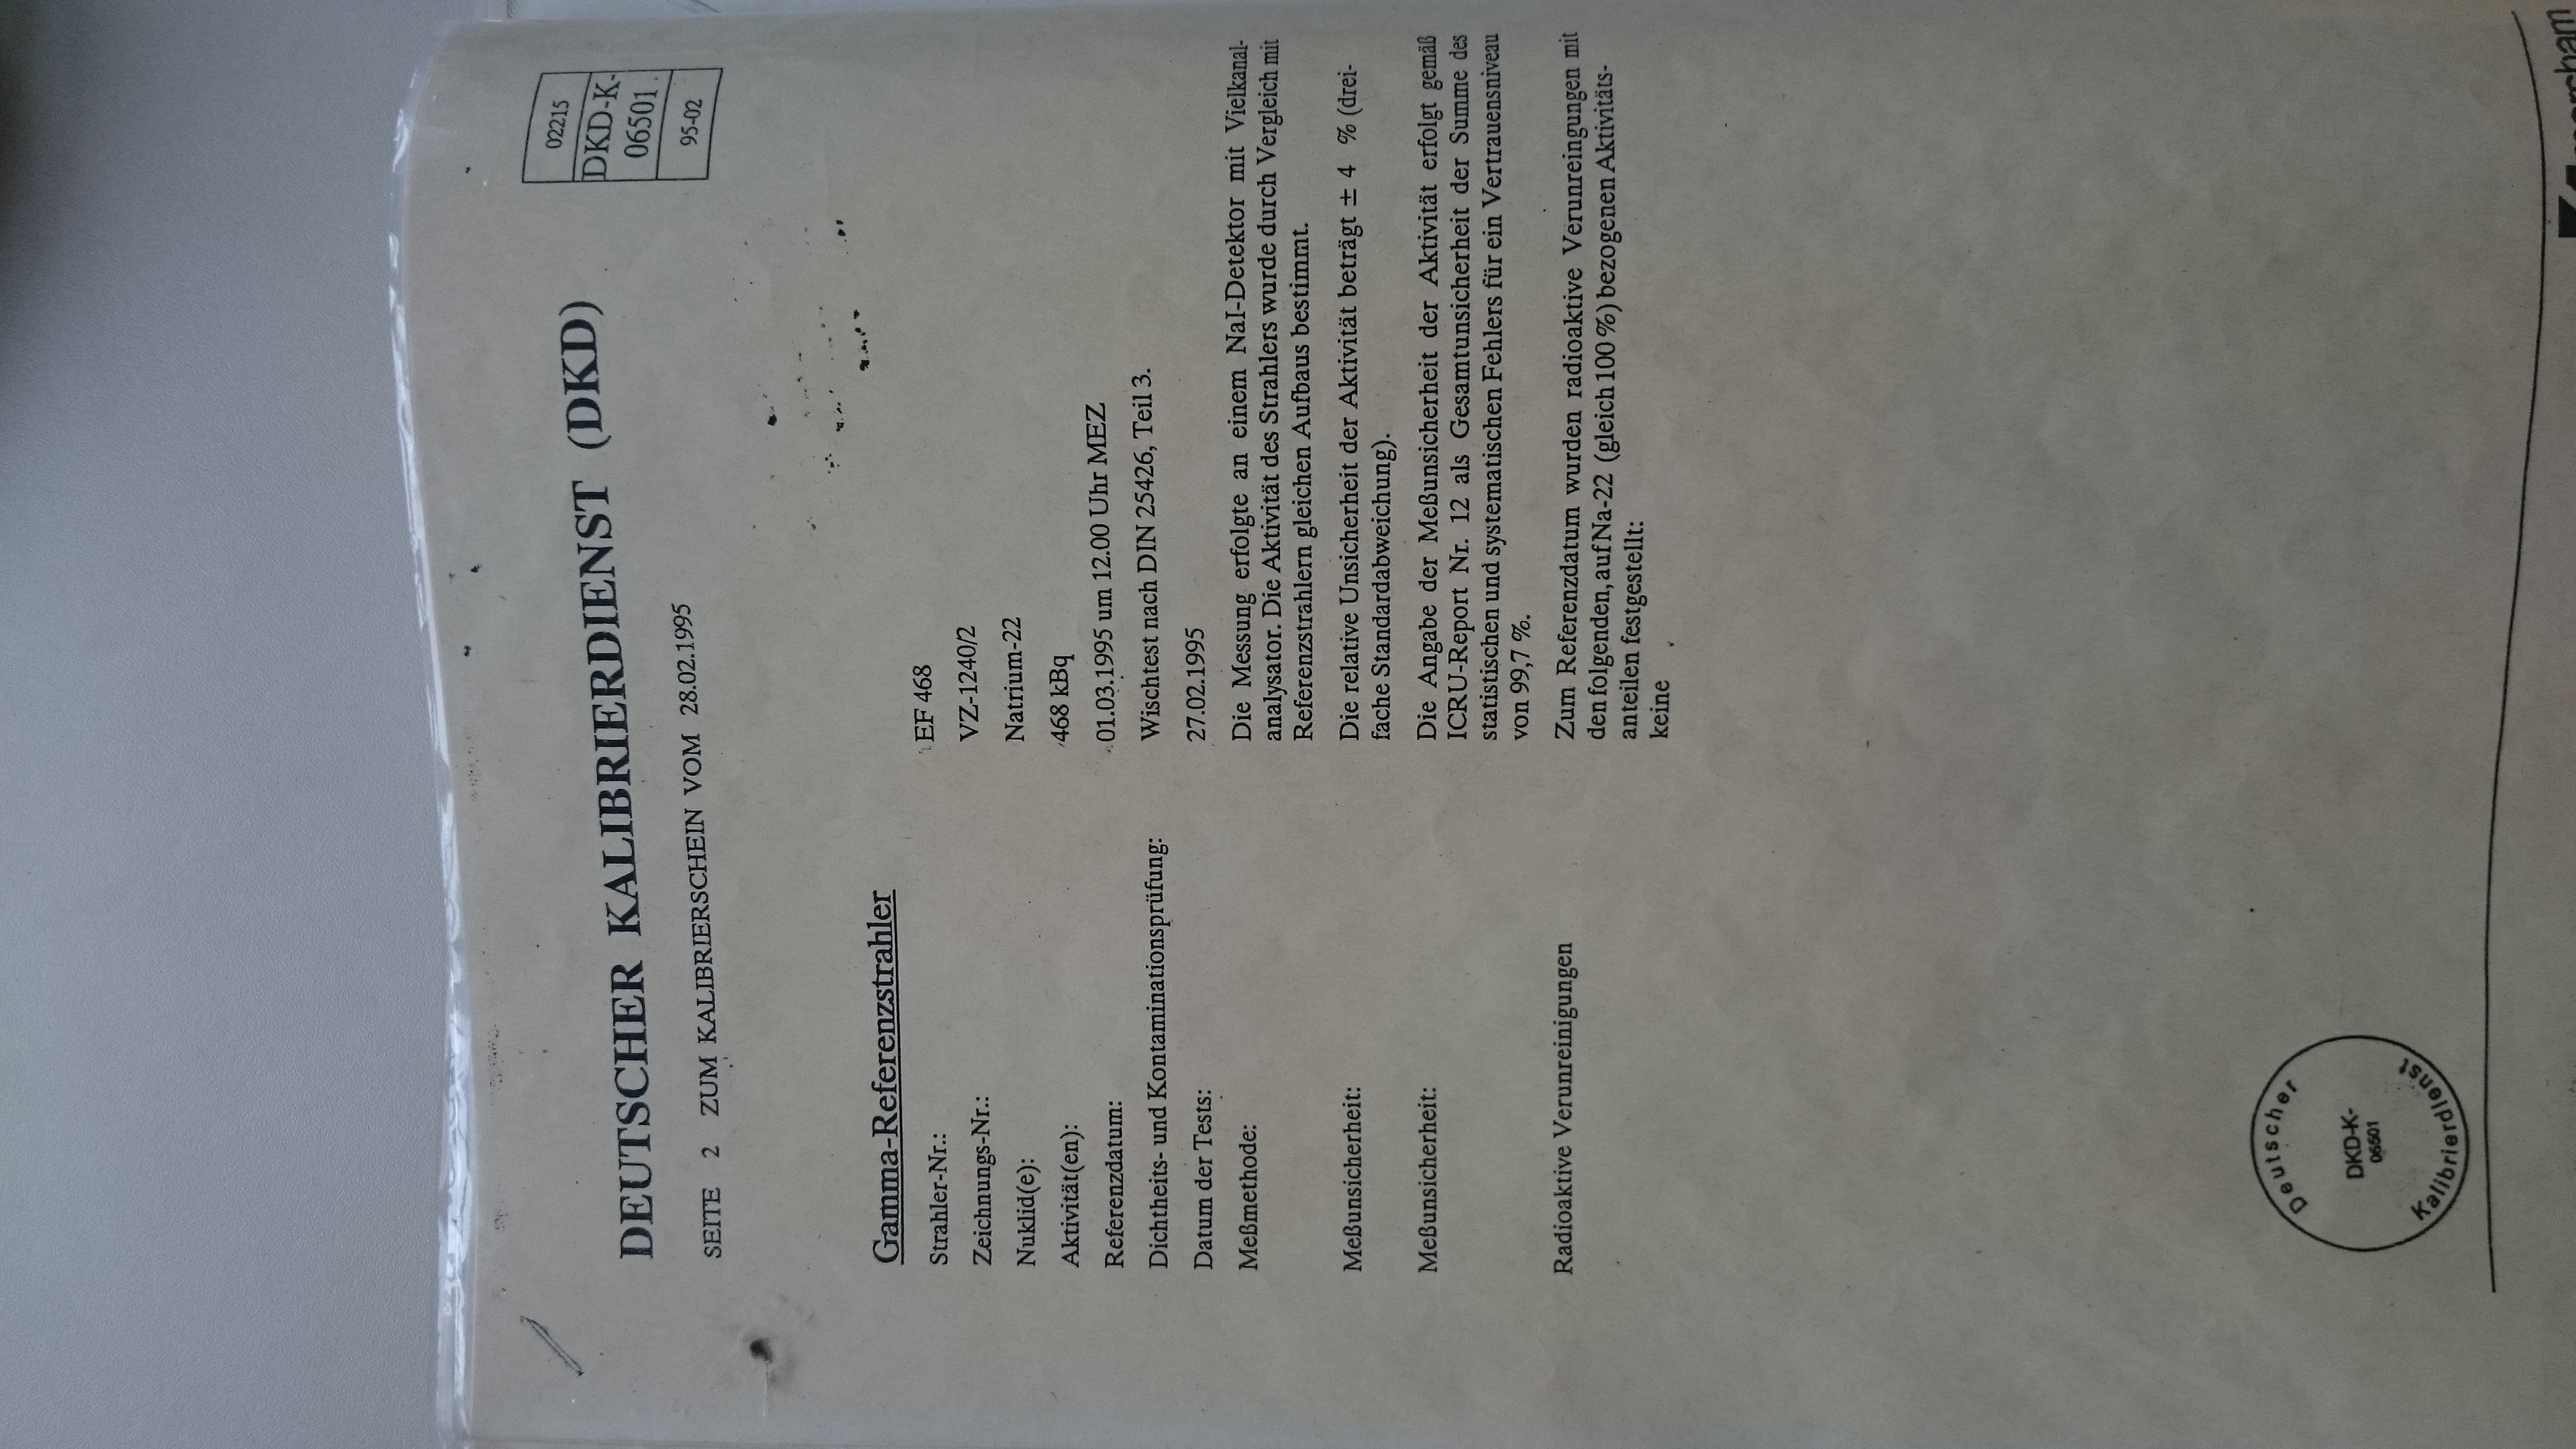 02215
DKD-K-
06501
95-02
DEUTSCHER KALIBRIERDIENST (DKD)
SEITE 2 ZUM KALIBRIERSCHEIN VOM 28.02.1995
Gamma-Referenzstrahler
Strahler-Nr.: EF 468
Zeichnungs-Nr.: VZ-1240/2
Nuklid(e): Natrium-22
Aktivität(en): 468 kBq
Referenzdatum: 01.03.1995 um 12.00 Uhr MEZ
Dichtheits- und Kontaminationsprüfung: Wischtest nach DIN 25426, Teil 3.
Datum der Tests: 27.02.1995
Meßmethode: Die Messung erfolgte an einem NaI-Detektor mit Vielkanal-
analysator. Die Aktivität des Strahlers wurde durch Vergleich mit
Referenzstrahlern gleichen Aufbaus bestimmt.
Meßunsicherheit: Die relative Unsicherheit der Aktivität beträgt ± 4 % (drei-
fache Standardabweichung).
Meßunsicherheit: Die Angabe der Meßunsicherheit der Aktivität erfolgt gemäß
ICRU-Report Nr. 12 als Gesamtunsicherheit der Summe des
statistischen und systematischen Fehlers für ein Vertrauensniveau
von 99,7 %.
Radioaktive Verunreinigungen Zum Referenzdatum wurden radioaktive Verunreingungen mit
den folgenden, auf Na-22 (gleich 100 %) bezogenen Aktivitäts-
anteilen festgestellt:
keine
Deutscher
DKD-K-
06501
Kalibrierdienst